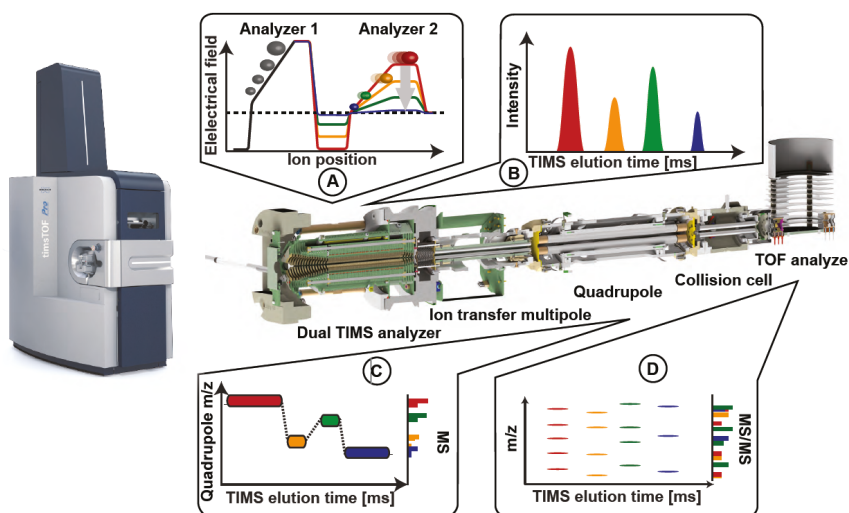 Analyzer 1
Analyzer 2
Elelectrical field
Ion position
A
Intensity
TIMS elution time [ms]
B
timsTOF Pro
TOF analyze
Collision cell
Quadrupole
Ion transfer multipole
Dual TIMS analyzer
C
Quadrupole m/z
MS
TIMS elution time [ms]
D
m/z
MS/MS
TIMS elution time [ms]